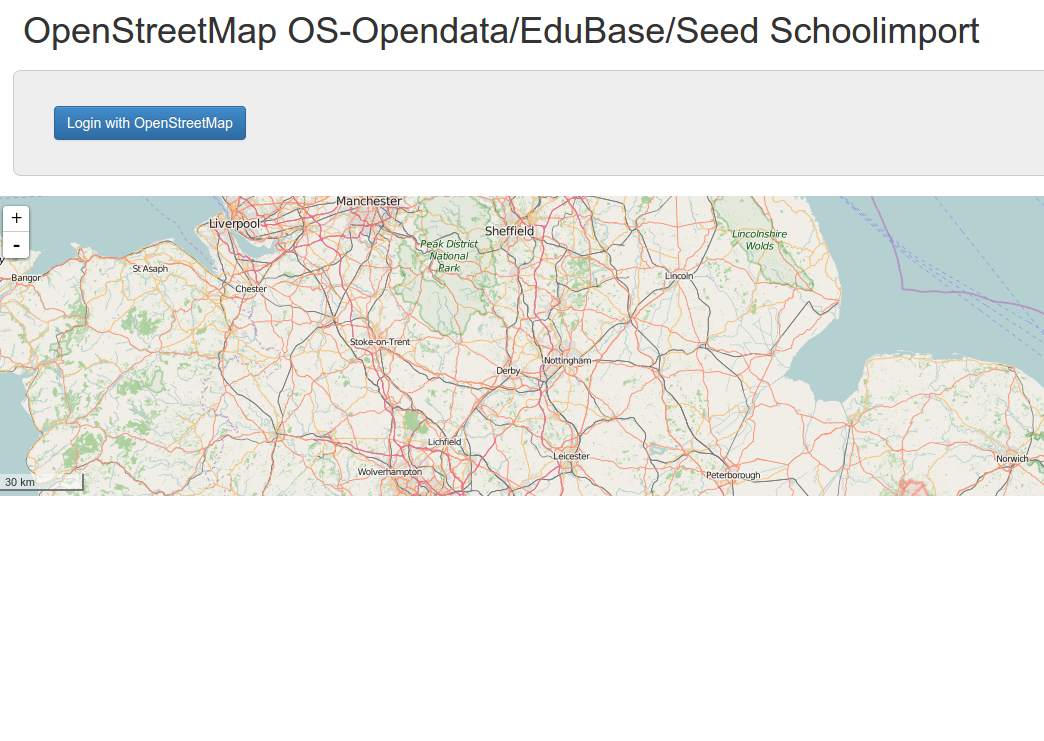 OpenStreetMap OS-Opendata/EduBase/Seed Schoolimport
Login with OpenStreetMap
+
-
Manchester
Liverpool
Sheffield
Lincolnshire
Wolds
Peak District
National
Park
St Asaph
Bangor
Lincoln
Chester
Stoke-on-Trent
Nottingham
Derby
Lichfield
Leicester
Norwich
Wolverhampton
Peterborough
30 km